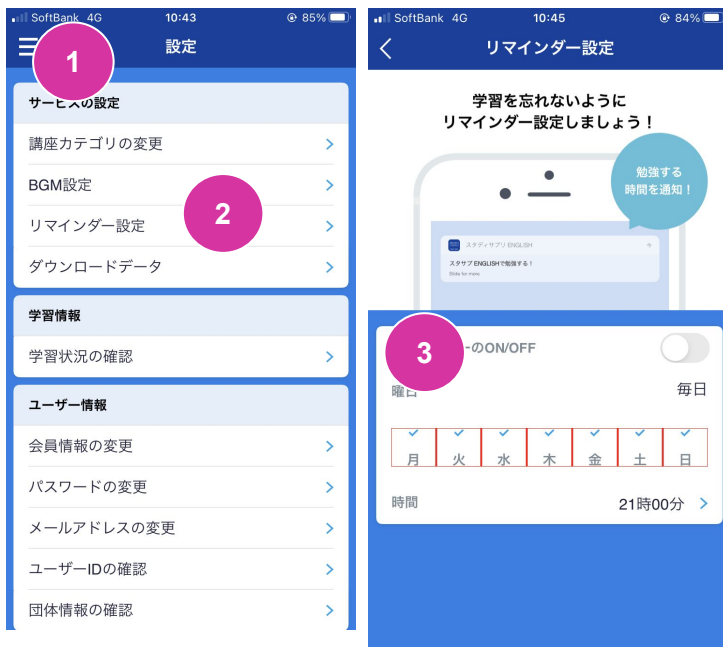 SoftBank 4G 10:43 85%
設定
1
サービスの設定
講座カテゴリの変更
BGM設定
2
リマインダー設定
ダウンロードデータ
学習情報
学習状況の確認
ユーザー情報
会員情報の変更
パスワードの変更
メールアドレスの変更
ユーザーIDの確認
団体情報の確認
SoftBank 4G 10:45 84%
リマインダー設定
学習を忘れないように
リマインダー設定しましょう！
勉強する
時間を通知！
スタディサプリ ENGLISH
スタサプ ENGLISHで勉強する！
Slide for more
3
ーのON/OFF
曜日 毎日
月 火 水 木 金 土 日
時間 21時00分